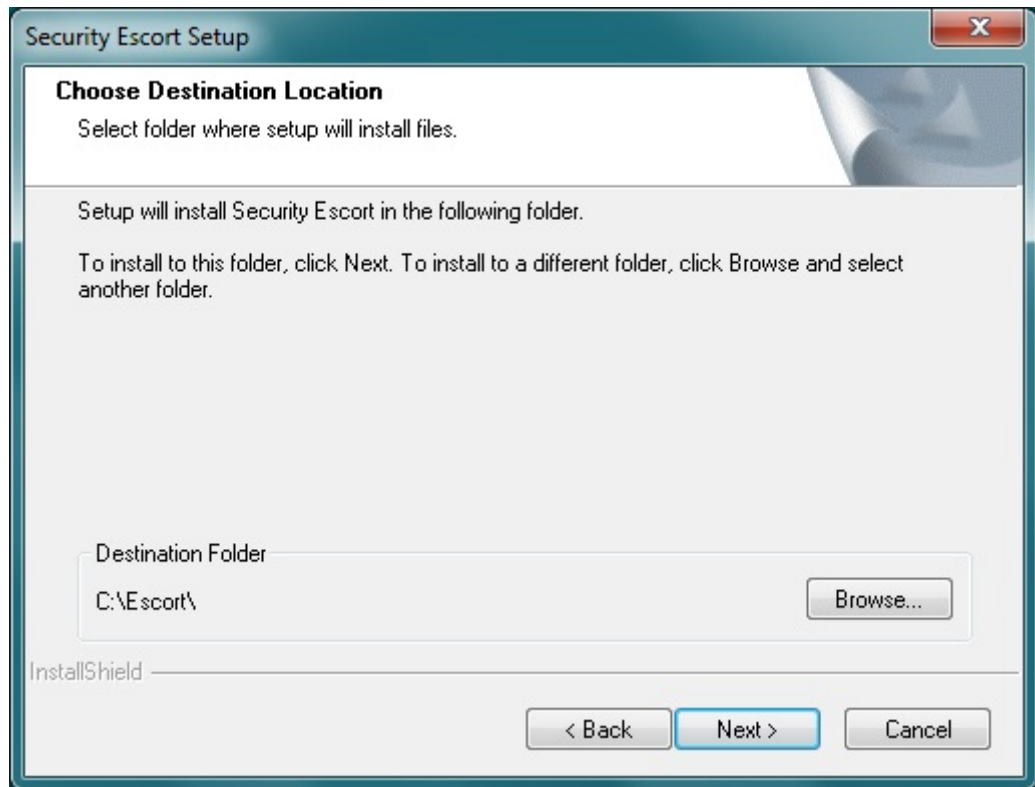 Security Escort Setup
Choose Destination Location
Select folder where setup will install files.
Setup will install Security Escort in the following folder.
To install to this folder, click Next. To install to a different folder, click Browse and select
another folder.
Destination Folder
C:\Escort\
Browse...
InstallShield
< Back
Next >
Cancel